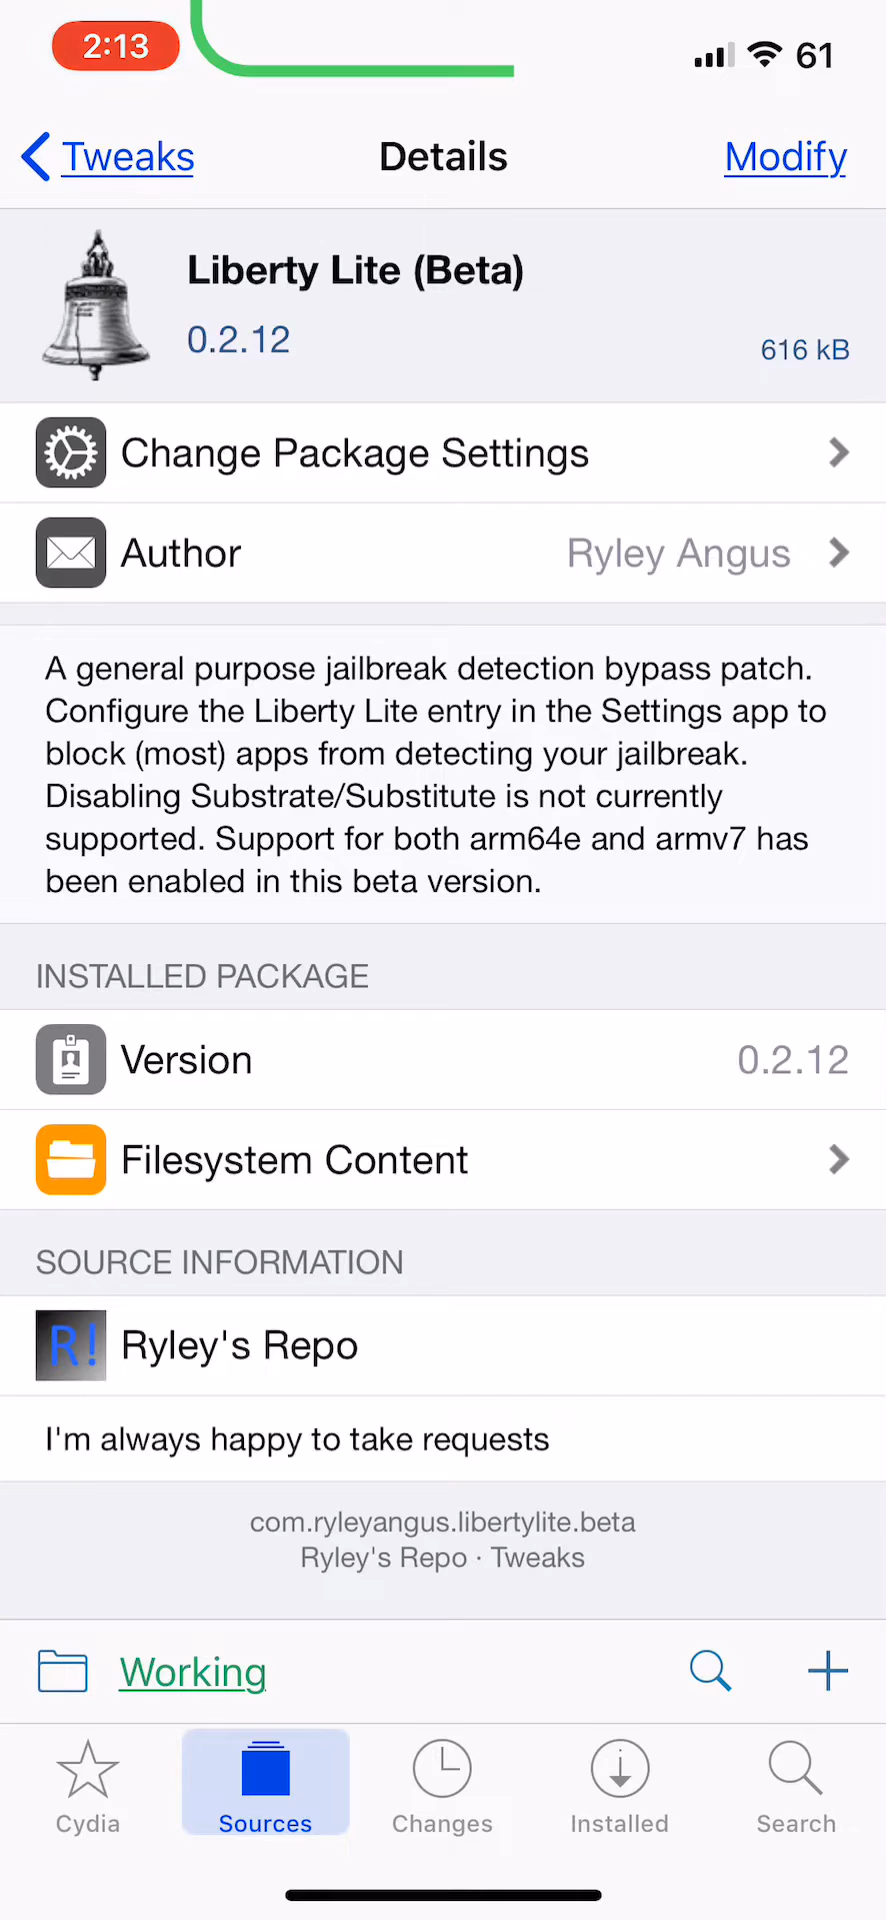 2:13
61
Tweaks
Details
Modify
Liberty Lite (Beta)
0.2.12
616 kB
Change Package Settings
Author
Ryley Angus
A general purpose jailbreak detection bypass patch.
Configure the Liberty Lite entry in the Settings app to
block (most) apps from detecting your jailbreak.
Disabling Substrate/Substitute is not currently
supported. Support for both arm64e and armv7 has
been enabled in this beta version.
INSTALLED PACKAGE
Version
0.2.12
Filesystem Content
SOURCE INFORMATION
R!
Ryley's Repo
I'm always happy to take requests
com.ryleyangus.libertylite.beta
Ryley's Repo · Tweaks
Working
Cydia
Sources
Changes
Installed
Search